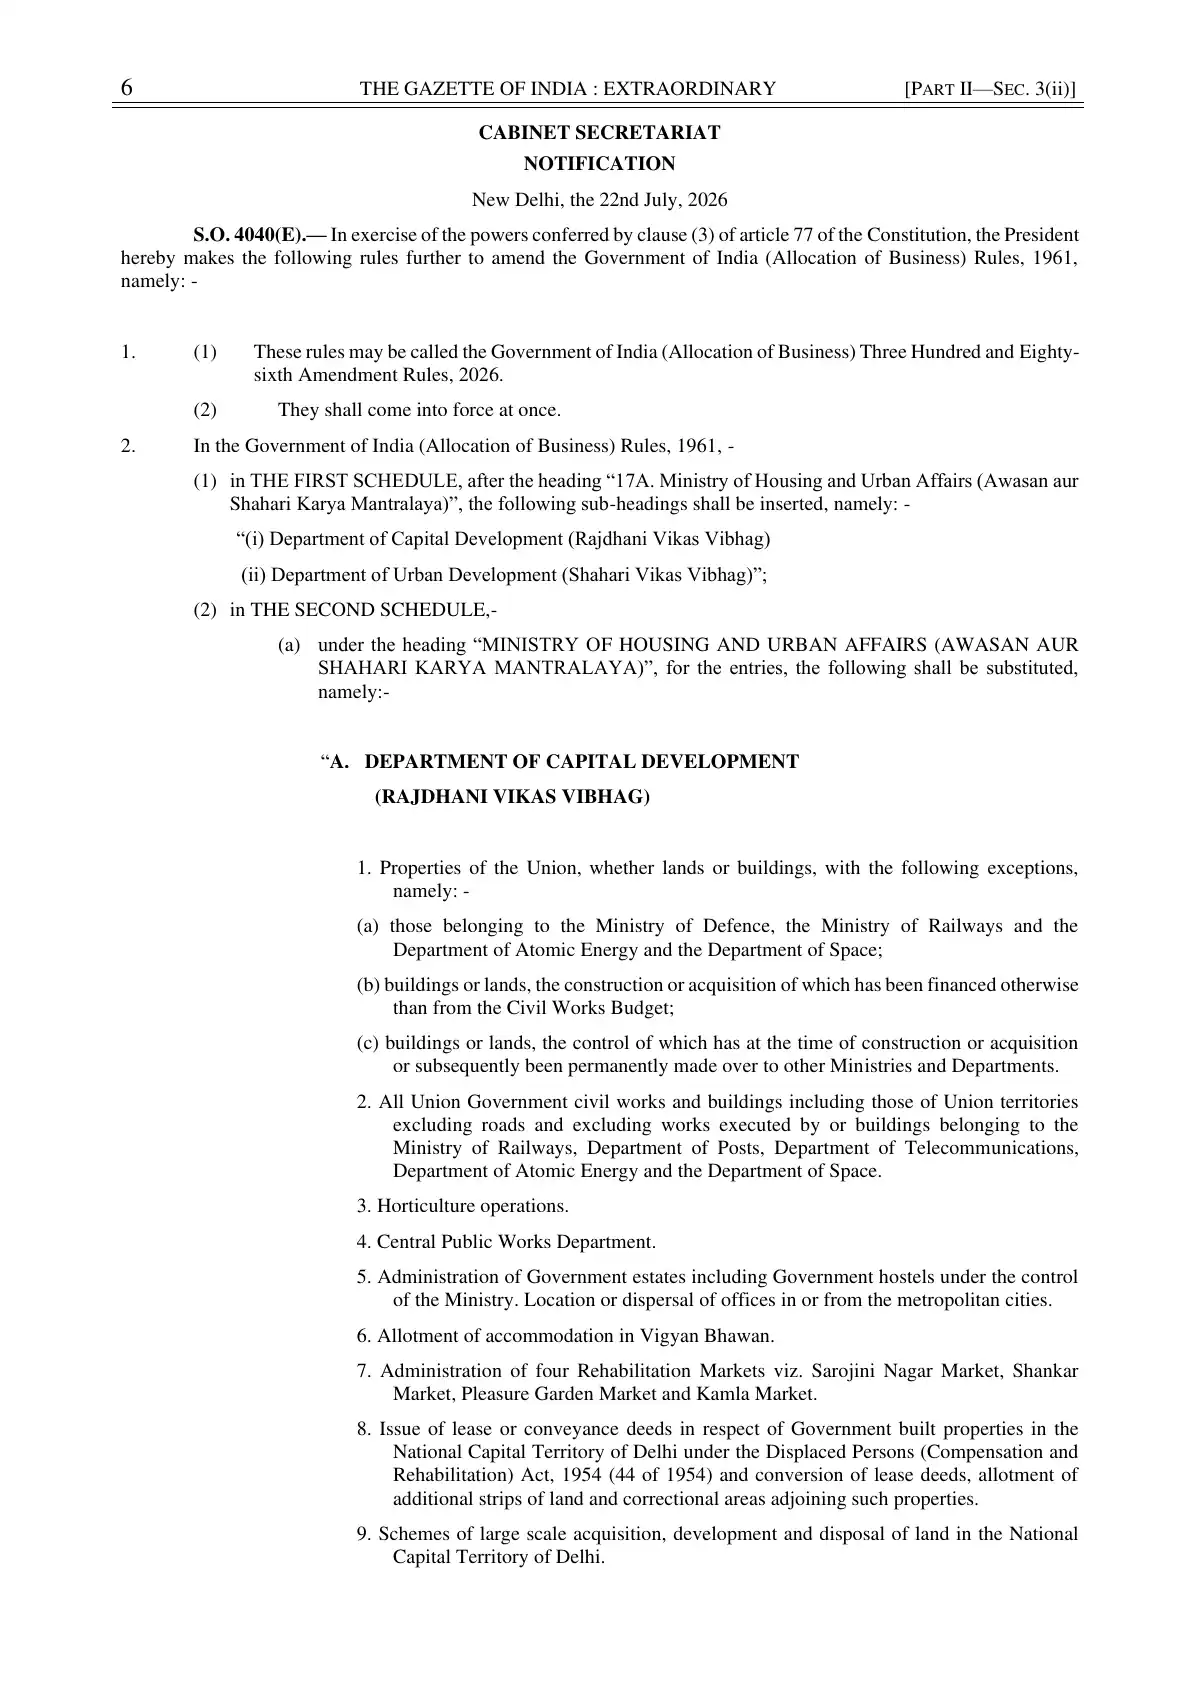 6 THE GAZETTE OF INDIA : EXTRAORDINARY [PART II—SEC. 3(ii)]
CABINET SECRETARIAT
NOTIFICATION
New Delhi, the 22nd July, 2026
S.O. 4040(E).— In exercise of the powers conferred by clause (3) of article 77 of the Constitution, the President
hereby makes the following rules further to amend the Government of India (Allocation of Business) Rules, 1961,
namely: -
1. (1) These rules may be called the Government of India (Allocation of Business) Three Hundred and Eighty-
sixth Amendment Rules, 2026.
(2) They shall come into force at once.
2. In the Government of India (Allocation of Business) Rules, 1961, -
(1) in THE FIRST SCHEDULE, after the heading “17A. Ministry of Housing and Urban Affairs (Awasan aur
Shahari Karya Mantralaya)”, the following sub-headings shall be inserted, namely: -
“(i) Department of Capital Development (Rajdhani Vikas Vibhag)
(ii) Department of Urban Development (Shahari Vikas Vibhag)”;
(2) in THE SECOND SCHEDULE,-
(a) under the heading “MINISTRY OF HOUSING AND URBAN AFFAIRS (AWASAN AUR
SHAHARI KARYA MANTRALAYA)”, for the entries, the following shall be substituted,
namely:-
“A. DEPARTMENT OF CAPITAL DEVELOPMENT
(RAJDHANI VIKAS VIBHAG)
1. Properties of the Union, whether lands or buildings, with the following exceptions,
namely: -
(a) those belonging to the Ministry of Defence, the Ministry of Railways and the
Department of Atomic Energy and the Department of Space;
(b) buildings or lands, the construction or acquisition of which has been financed otherwise
than from the Civil Works Budget;
(c) buildings or lands, the control of which has at the time of construction or acquisition
or subsequently been permanently made over to other Ministries and Departments.
2. All Union Government civil works and buildings including those of Union territories
excluding roads and excluding works executed by or buildings belonging to the
Ministry of Railways, Department of Posts, Department of Telecommunications,
Department of Atomic Energy and the Department of Space.
3. Horticulture operations.
4. Central Public Works Department.
5. Administration of Government estates including Government hostels under the control
of the Ministry. Location or dispersal of offices in or from the metropolitan cities.
6. Allotment of accommodation in Vigyan Bhawan.
7. Administration of four Rehabilitation Markets viz. Sarojini Nagar Market, Shankar
Market, Pleasure Garden Market and Kamla Market.
8. Issue of lease or conveyance deeds in respect of Government built properties in the
National Capital Territory of Delhi under the Displaced Persons (Compensation and
Rehabilitation) Act, 1954 (44 of 1954) and conversion of lease deeds, allotment of
additional strips of land and correctional areas adjoining such properties.
9. Schemes of large scale acquisition, development and disposal of land in the National
Capital Territory of Delhi.